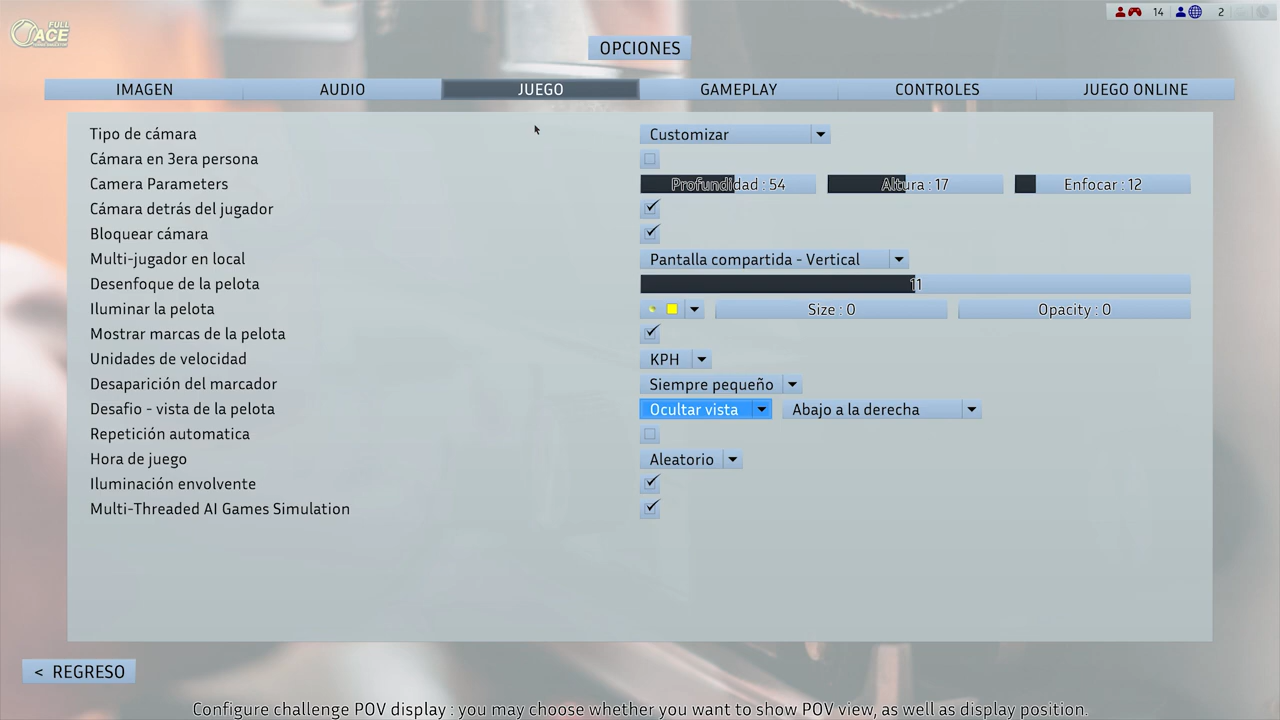 FULL
ACE
14 2
OPCIONES
IMAGEN AUDIO JUEGO GAMEPLAY CONTROLES JUEGO ONLINE
Tipo de cámara Customizar
Cámara en 3era persona
Camera Parameters Profundidad : 54 Altura : 17 Enfocar : 12
Cámara detrás del jugador
Bloquear cámara
Multi-jugador en local Pantalla compartida - Vertical
Desenfoque de la pelota 11
Iluminar la pelota Size : 0 Opacity : 0
Mostrar marcas de la pelota
Unidades de velocidad KPH
Desaparición del marcador Siempre pequeño
Desafio - vista de la pelota Ocultar vista Abajo a la derecha
Repetición automatica
Hora de juego Aleatorio
Iluminación envolvente
Multi-Threaded AI Games Simulation
< REGRESO
Configure challenge POV display : you may choose whether you want to show POV view, as well as display position.